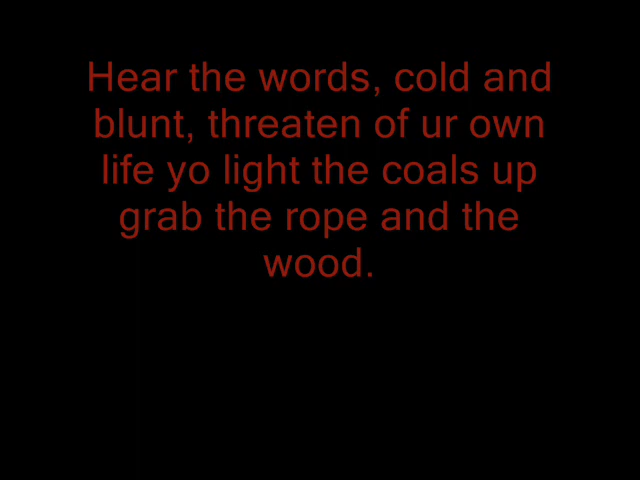 Hear the words, cold and
blunt, threaten of ur own
life yo light the coals up
grab the rope and the
wood.